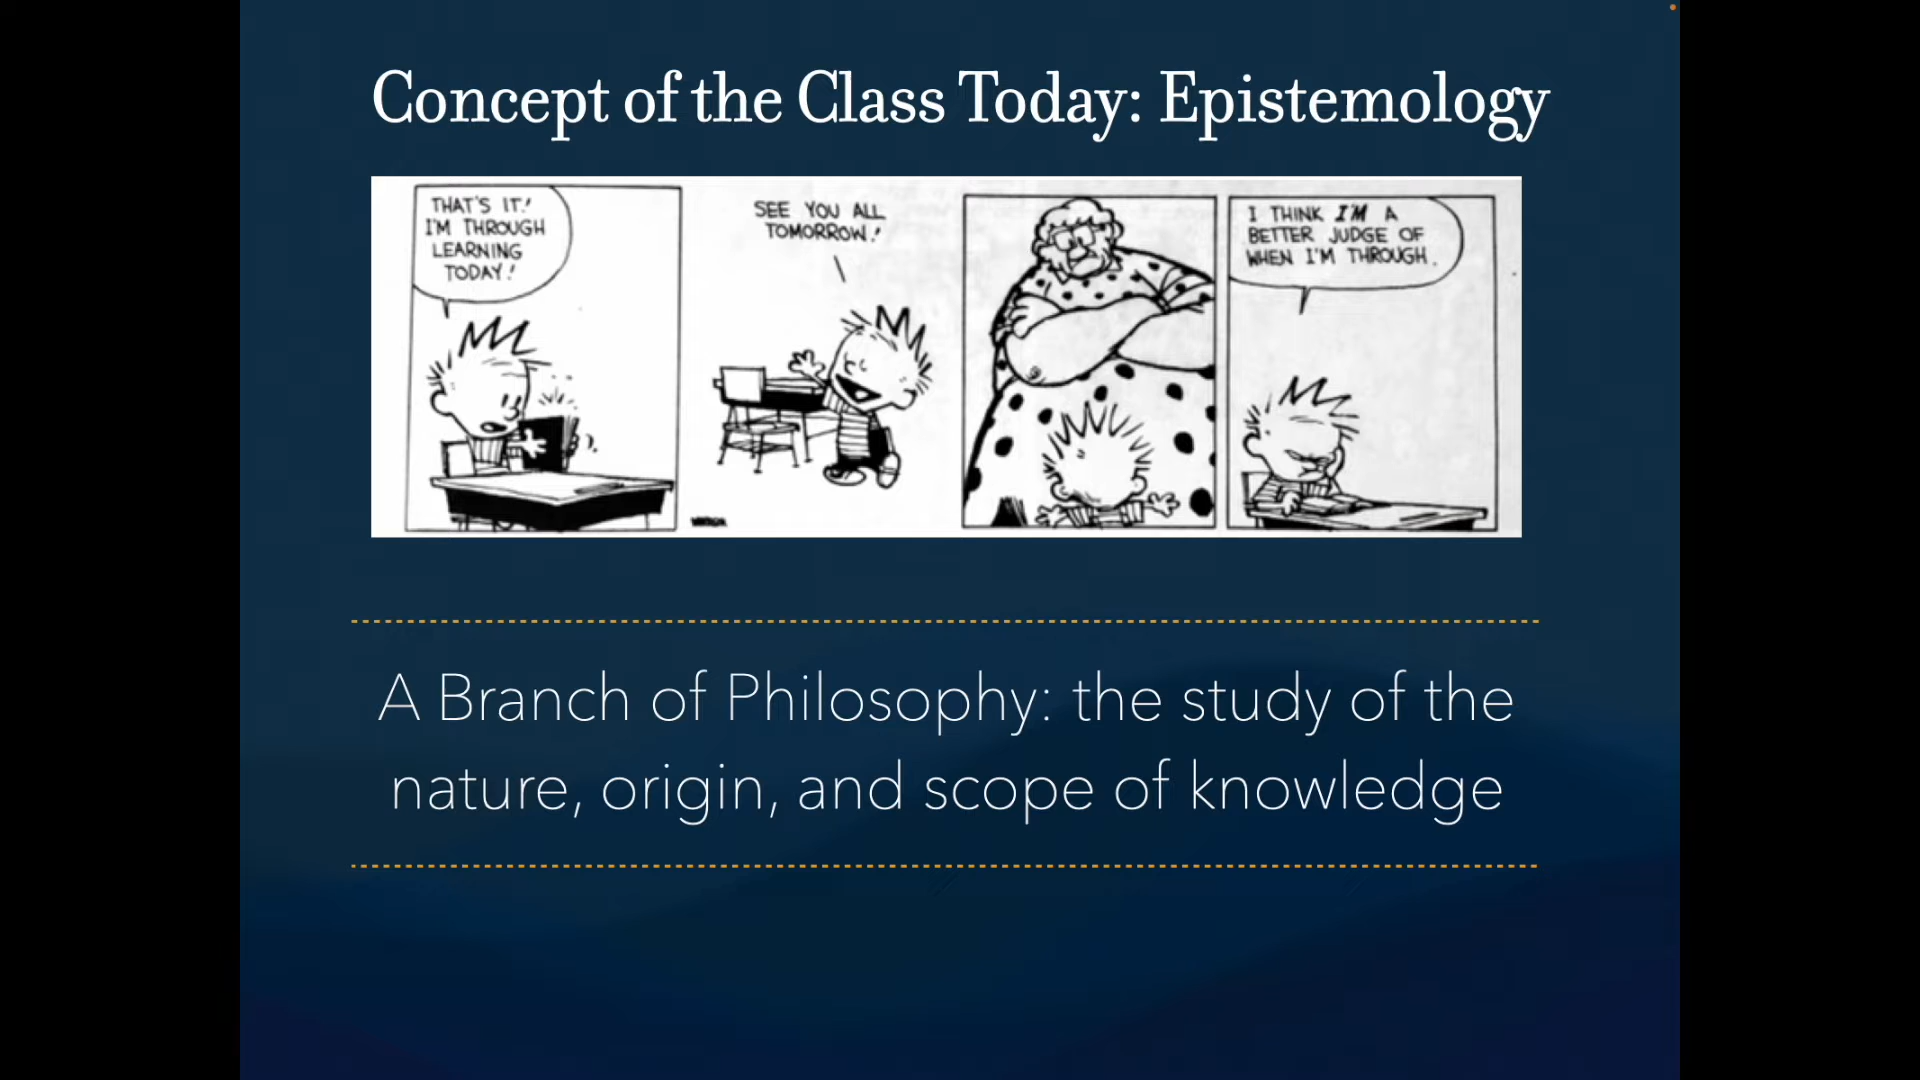 Concept of the Class Today: Epistemology
THAT'S IT!
I'M THROUGH
LEARNING
TODAY!
SEE YOU ALL
TOMORROW!
I THINK I'M A
BETTER JUDGE OF
WHEN I'M THROUGH.
A Branch of Philosophy: the study of the
nature, origin, and scope of knowledge